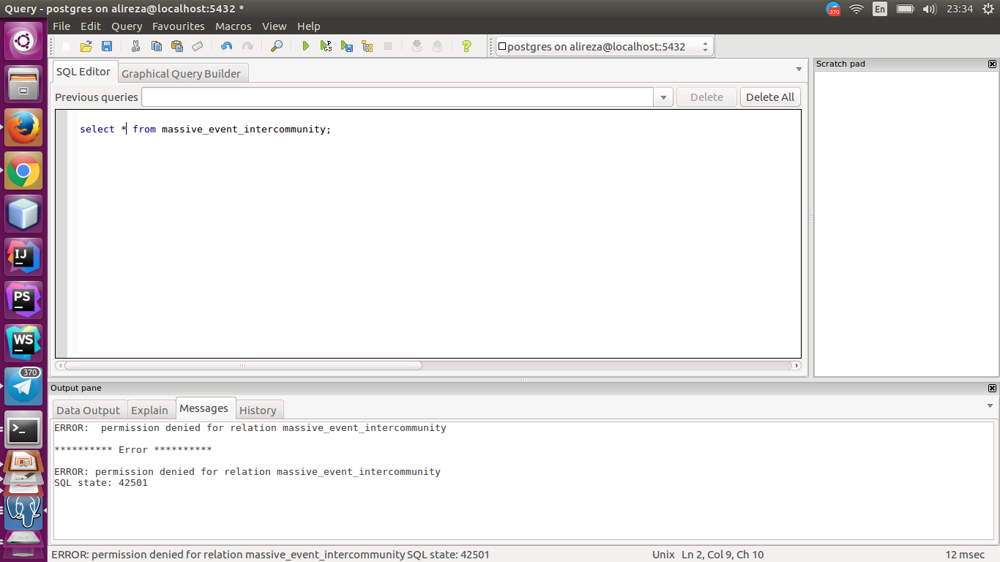 Query - postgres on alireza@localhost:5432 *
370
En
23:34
File Edit Query Favourites Macros View Help
postgres on alireza@localhost:5432
SQL Editor
Graphical Query Builder
Scratch pad
Previous queries
Delete
Delete All
select * from massive_event_intercommunity;
IJ
PS
WS
370
>_
Output pane
Data Output
Explain
Messages
History
ERROR:  permission denied for relation massive_event_intercommunity
********** Error **********
ERROR: permission denied for relation massive_event_intercommunity
SQL state: 42501
ERROR: permission denied for relation massive_event_intercommunity SQL state: 42501
Unix
Ln 2, Col 9, Ch 10
12 msec